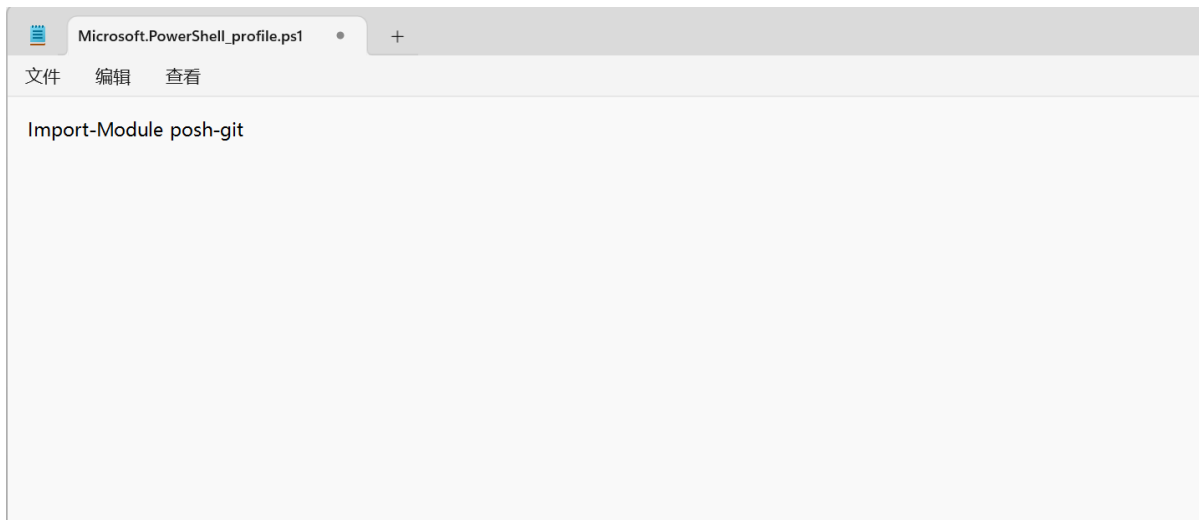 Microsoft.PowerShell_profile.ps1
文件 编辑 查看
Import-Module posh-git